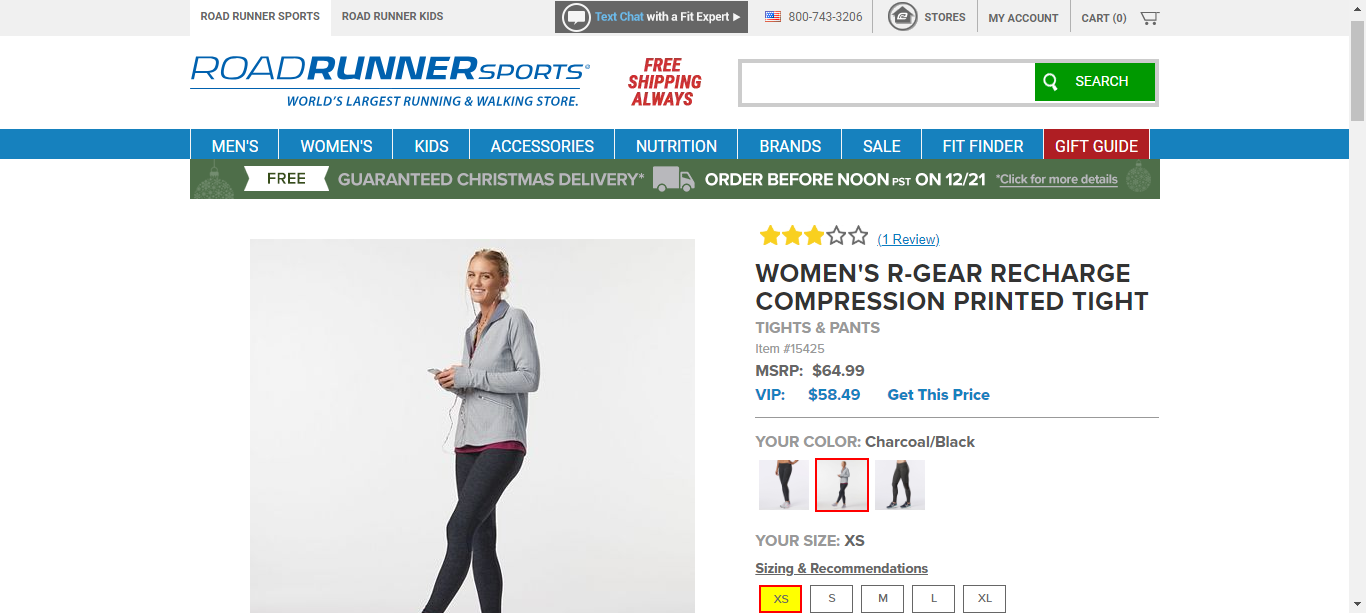 ROAD RUNNER SPORTS ROAD RUNNER KIDS Text Chat with a Fit Expert 800-743-3206 STORES MY ACCOUNT CART (0)
ROADRUNNERSPORTS®
WORLD'S LARGEST RUNNING & WALKING STORE.
FREE
SHIPPING
ALWAYS
SEARCH
MEN'S WOMEN'S KIDS ACCESSORIES NUTRITION BRANDS SALE FIT FINDER GIFT GUIDE
FREE GUARANTEED CHRISTMAS DELIVERY* ORDER BEFORE NOON PST ON 12/21 *Click for more details
(1 Review)
WOMEN'S R-GEAR RECHARGE
COMPRESSION PRINTED TIGHT
TIGHTS & PANTS
Item #15425
MSRP: $64.99
VIP: $58.49 Get This Price
YOUR COLOR: Charcoal/Black
YOUR SIZE: XS
Sizing & Recommendations
XS S M L XL